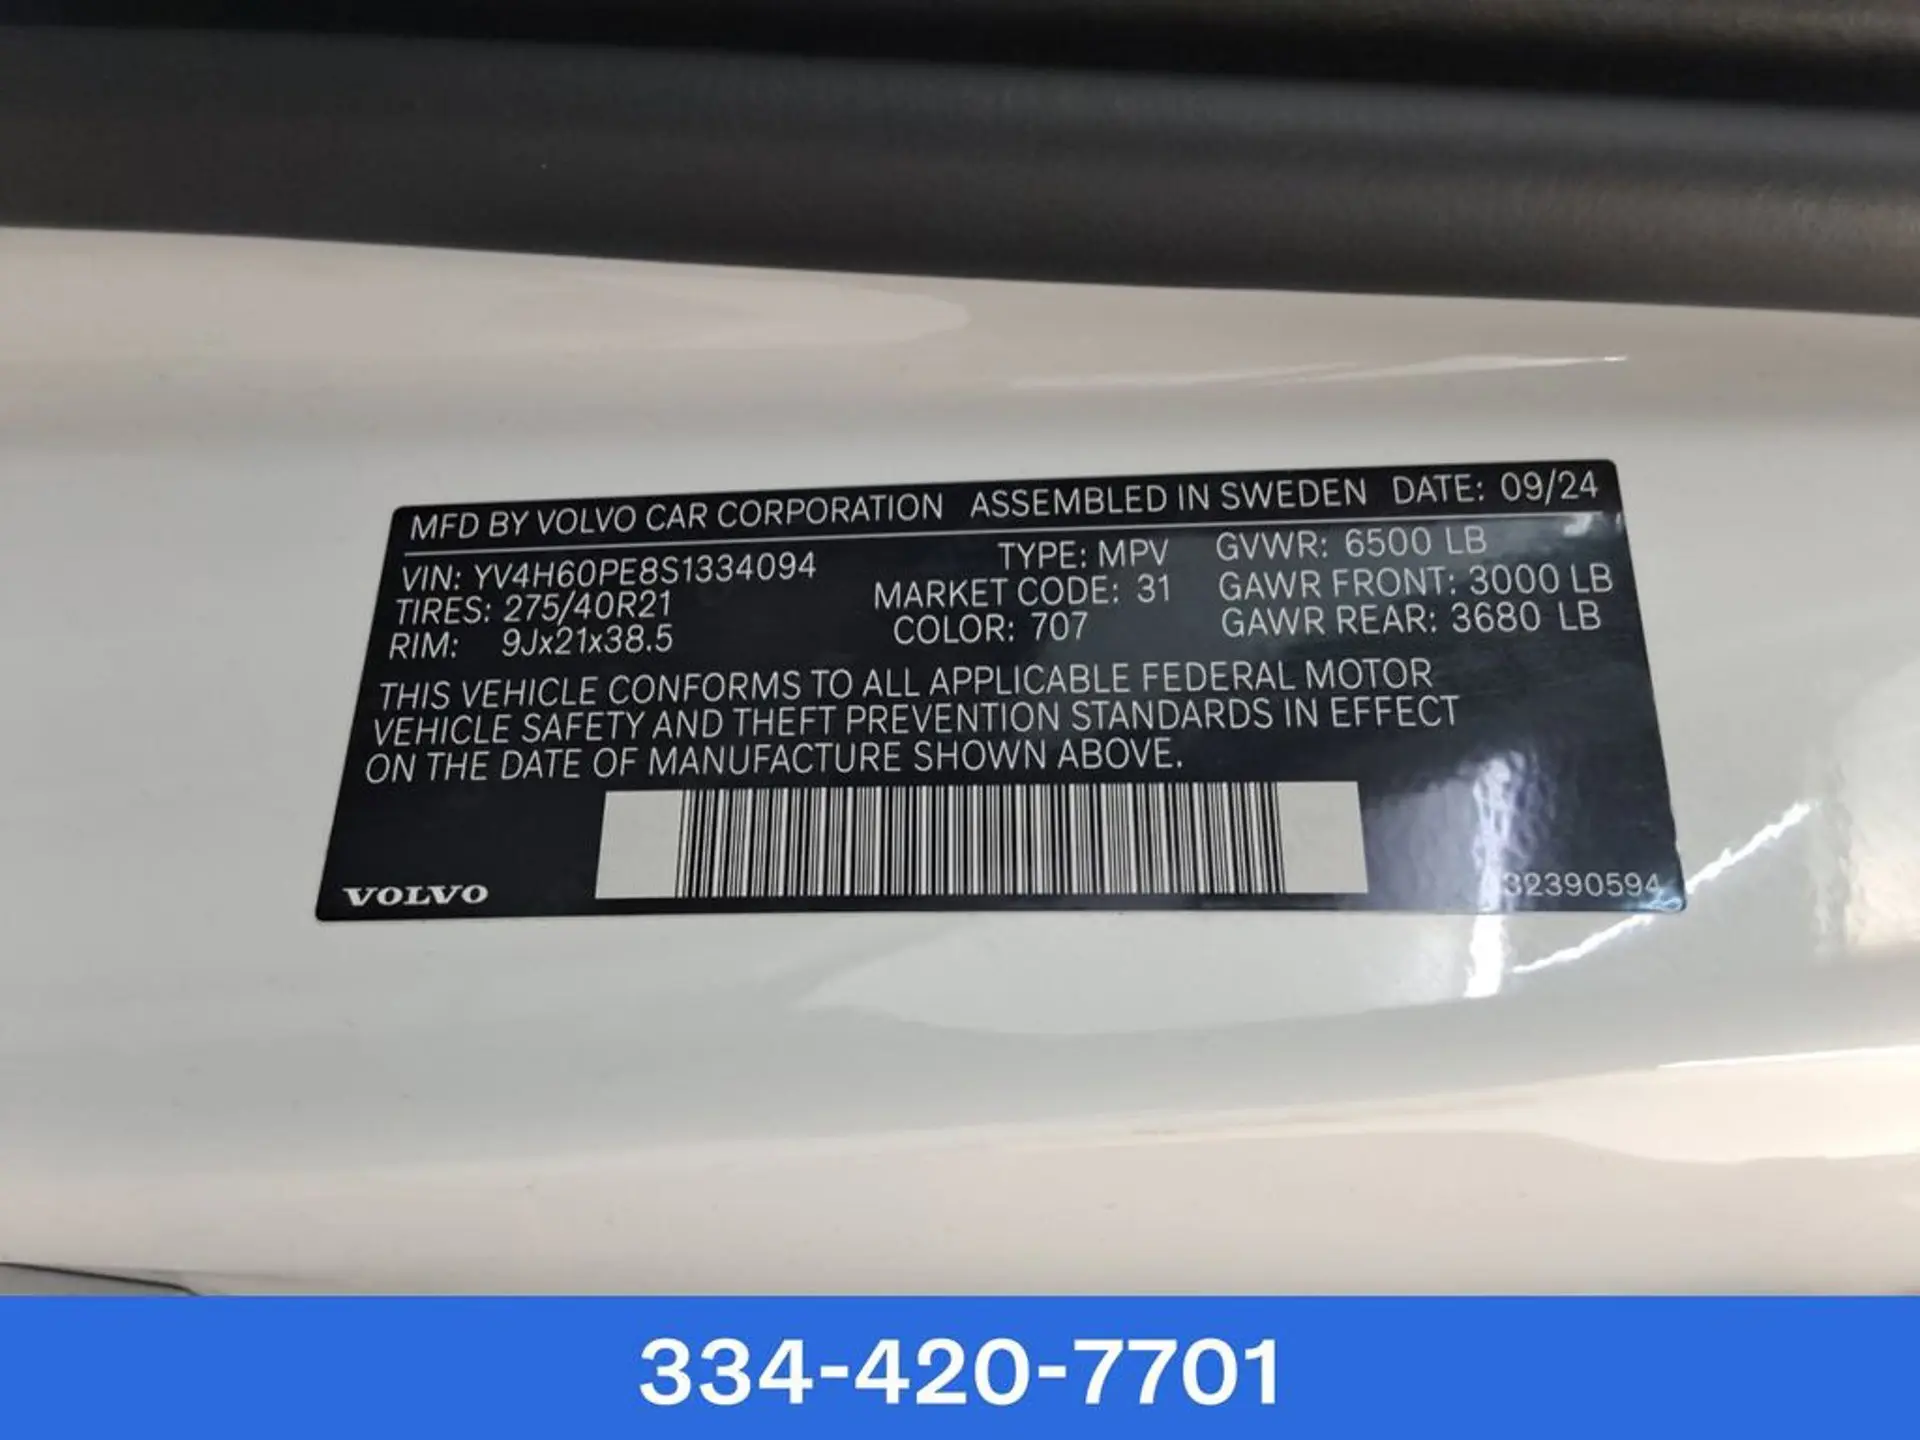 MFD BY VOLVO CAR CORPORATION ASSEMBLED IN SWEDEN DATE: 09/24
VIN: YV4H60PE8S1334094 TYPE: MPV GVWR: 6500 LB
TIRES: 275/40R21 MARKET CODE: 31 GAWR FRONT: 3000 LB
RIM: 9Jx21x38.5 COLOR: 707 GAWR REAR: 3680 LB
THIS VEHICLE CONFORMS TO ALL APPLICABLE FEDERAL MOTOR
VEHICLE SAFETY AND THEFT PREVENTION STANDARDS IN EFFECT
ON THE DATE OF MANUFACTURE SHOWN ABOVE.
VOLVO 32390594
334-420-7701